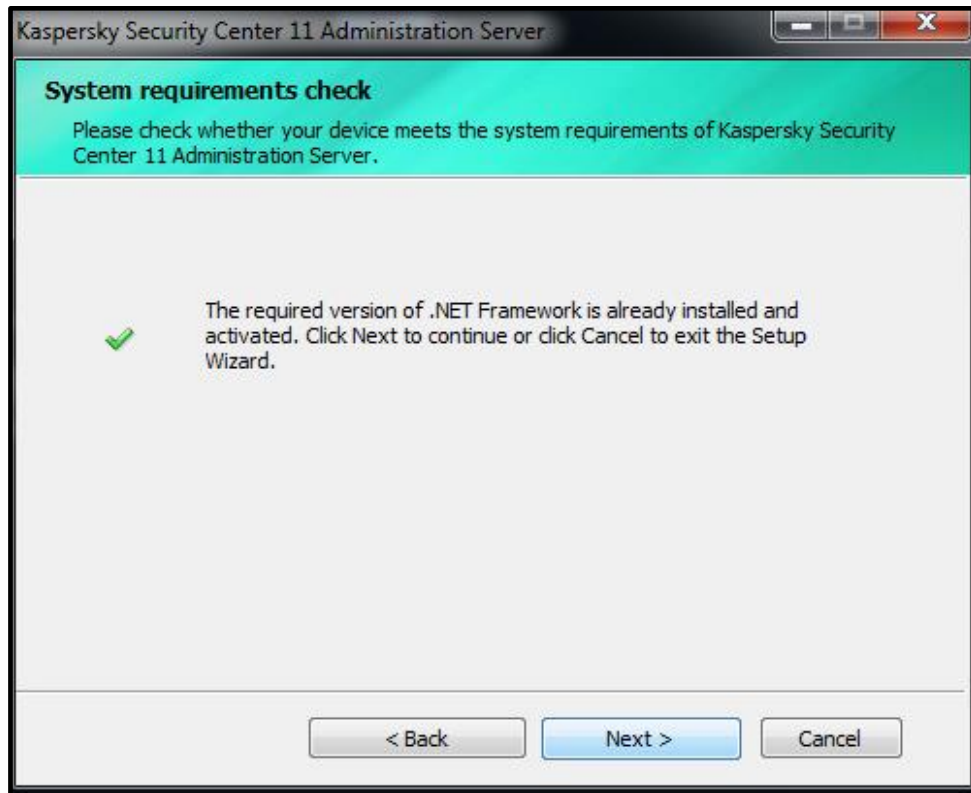 Kaspersky Security Center 11 Administration Server
System requirements check
Please check whether your device meets the system requirements of Kaspersky Security
Center 11 Administration Server.
The required version of .NET Framework is already installed and
activated. Click Next to continue or click Cancel to exit the Setup
Wizard.
< Back
Next >
Cancel